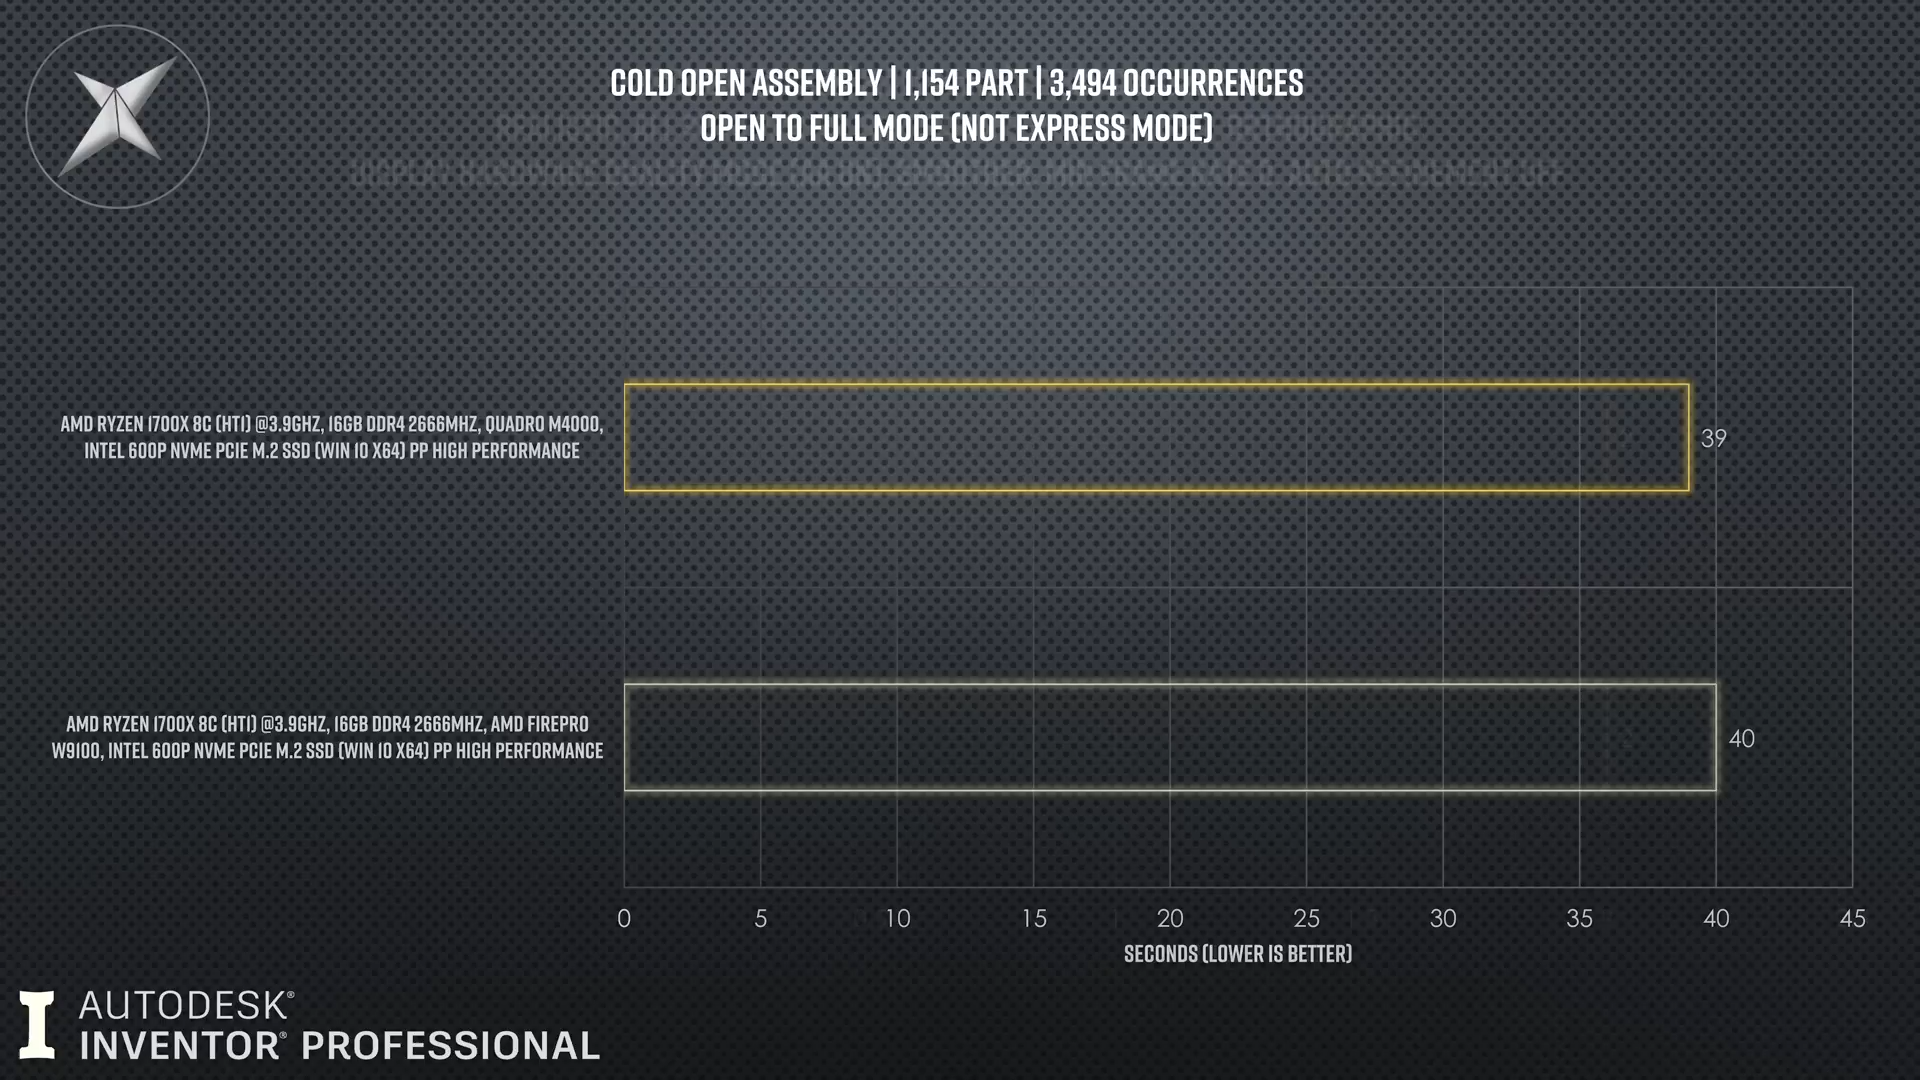 COLD OPEN ASSEMBLY | 1,154 PART | 3,494 OCCURRENCES
OPEN TO FULL MODE (NOT EXPRESS MODE)
AMD RYZEN 1700X 8C (HT1) @3.9GHZ, 16GB DDR4 2666MHZ, QUADRO M4000,
INTEL 600P NVME PCIE M.2 SSD (WIN 10 X64) PP HIGH PERFORMANCE
39
AMD RYZEN 1700X 8C (HT1) @3.9GHZ, 16GB DDR4 2666MHZ, AMD FIREPRO
W9100, INTEL 600P NVME PCIE M.2 SSD (WIN 10 X64) PP HIGH PERFORMANCE
40
0 5 10 15 20 25 30 35 40 45
SECONDS (LOWER IS BETTER)
I
AUTODESK®
INVENTOR® PROFESSIONAL